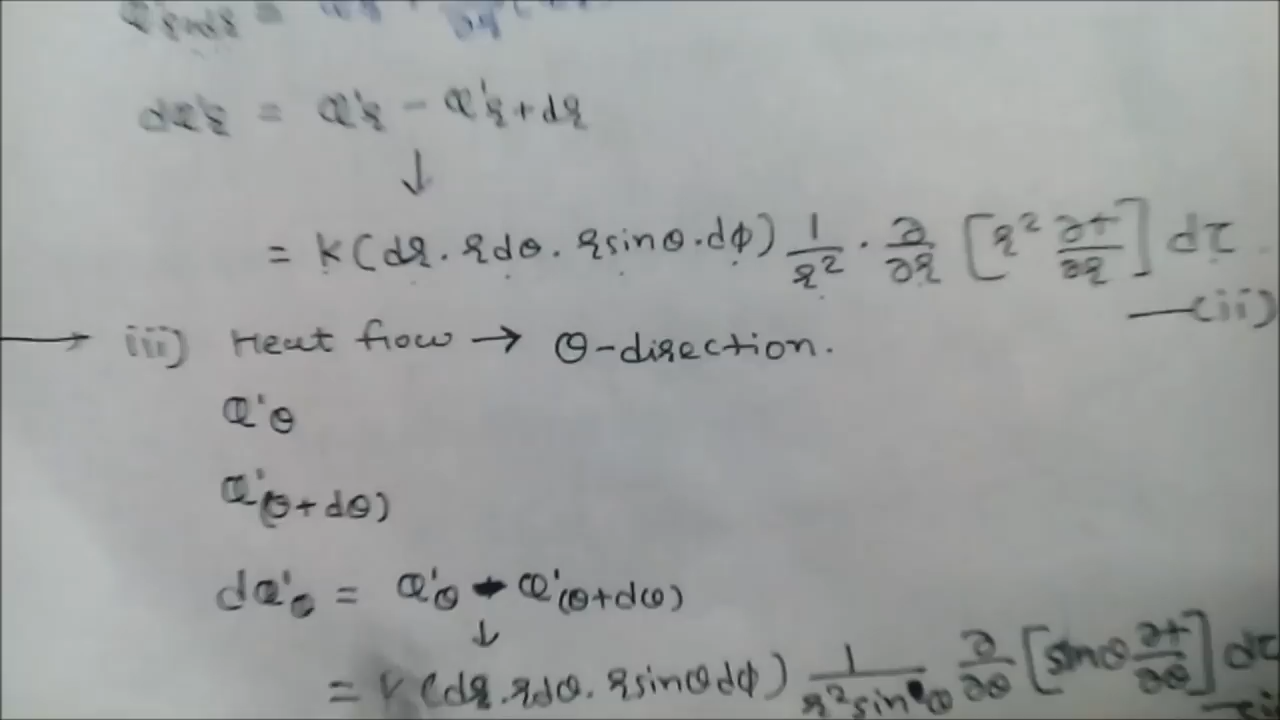 dQ'r = Q'r - Q'r+dr
↓
= K(dr.rdθ.rsinθ.dφ) 1/r² . ∂/∂r [r² ∂t/∂r] dτ
—(ii)
→ iii) Heat flow → θ-direction.
Q'θ
Q'(θ+dθ)
dQ'θ = Q'θ - Q'(θ+dθ)
↓
= K(dr.rdθ.rsinθdφ) 1/r²sinθ ∂/∂θ [sinθ ∂t/∂θ] dτ